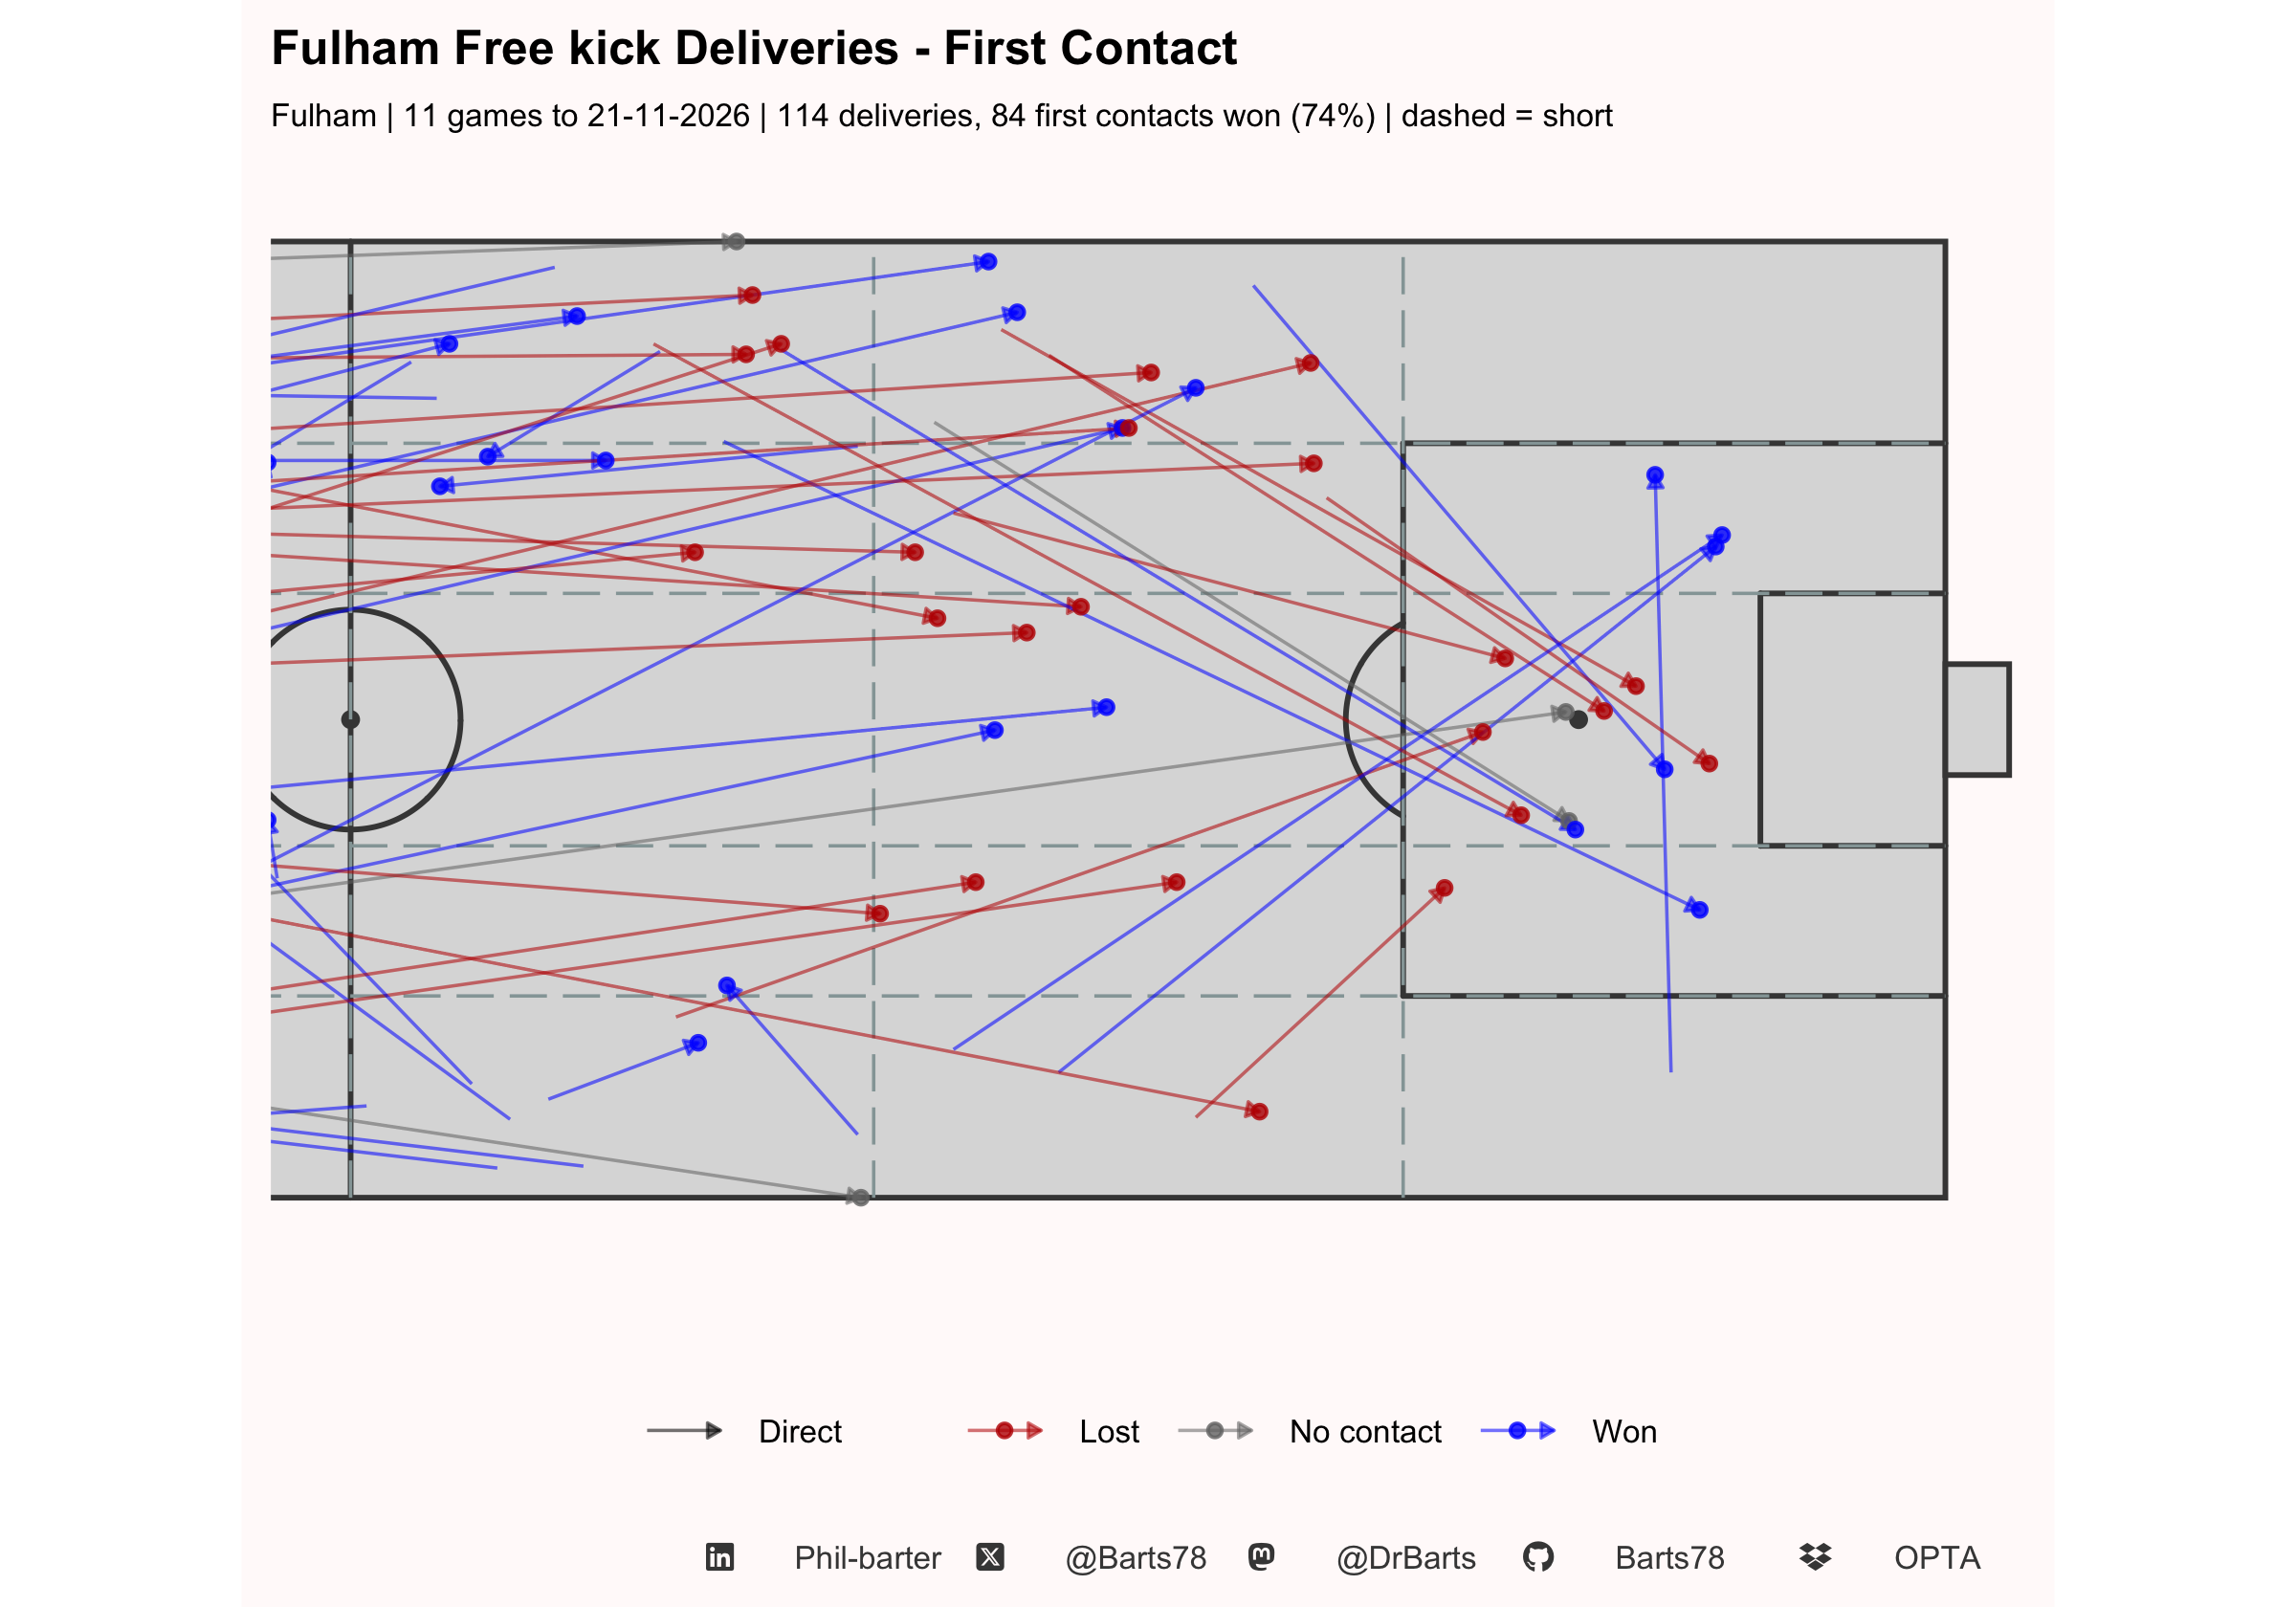 Fulham Free kick Deliveries - First Contact
Fulham | 11 games to 21-11-2026 | 114 deliveries, 84 first contacts won (74%) | dashed = short
Direct Lost No contact Won
Phil-barter @Barts78 @DrBarts Barts78 OPTA